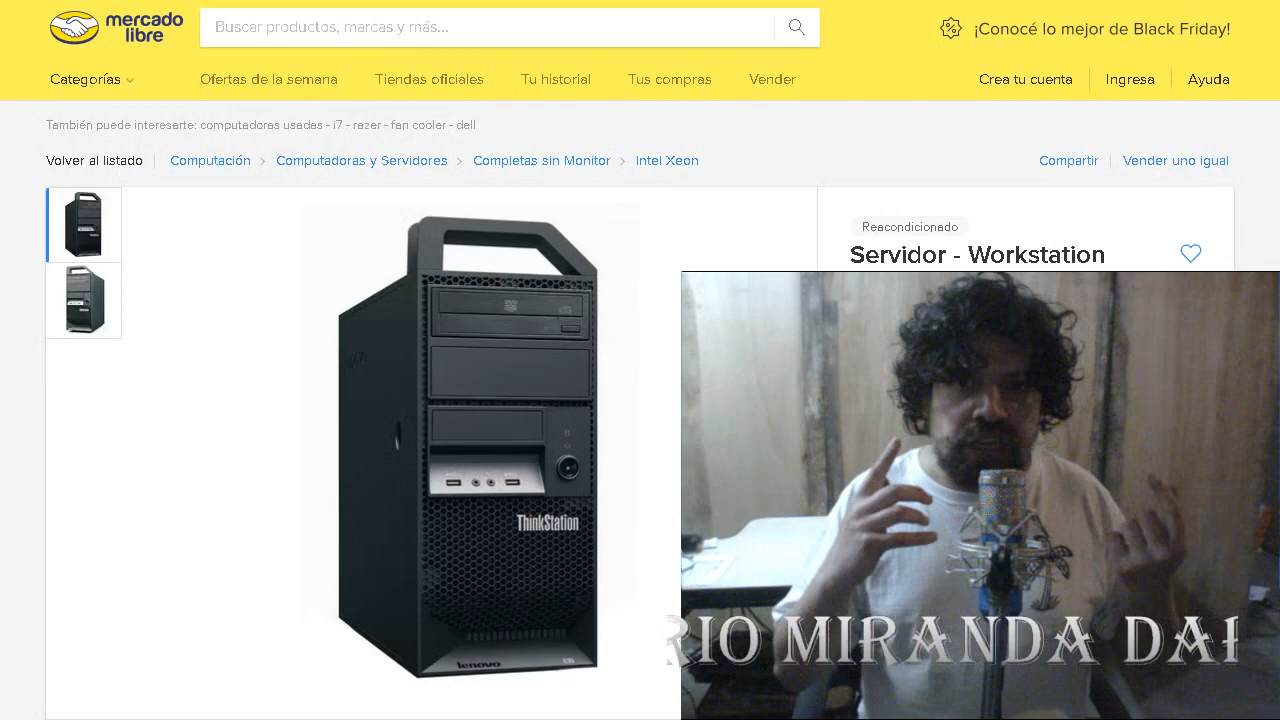 mercado
libre
Buscar productos, marcas y más...
¡Conocé lo mejor de Black Friday!
Categorías
Ofertas de la semana
Tiendas oficiales
Tu historial
Tus compras
Vender
Crea tu cuenta
Ingresa
Ayuda
También puede interesarte: computadoras usadas - i7 - razer - fan cooler - dell
Volver al listado
Computación
Computadoras y Servidores
Completas sin Monitor
Intel Xeon
Compartir
Vender uno igual
Reacondicionado
Servidor - Workstation
ThinkStation
lenovo
RIO MIRANDA DA